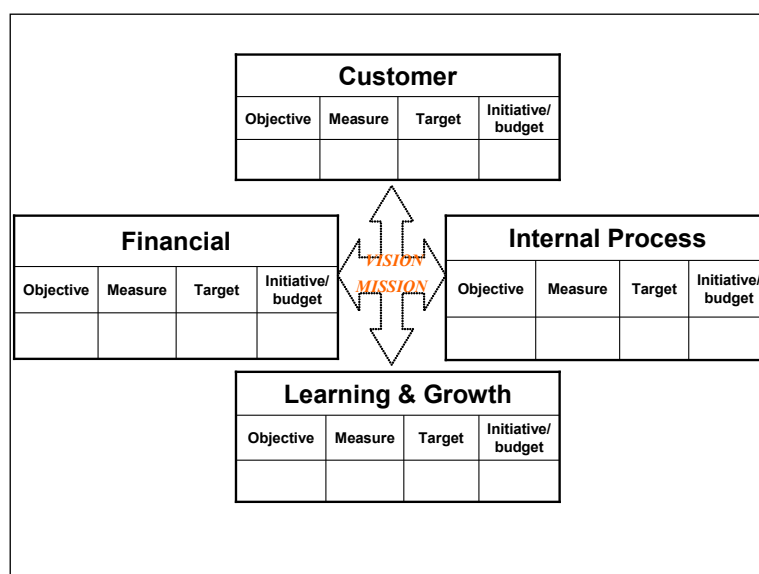 Customer
Objective Measure Target Initiative/
budget
Financial
Objective Measure Target Initiative/
budget
VISION
MISSION
Internal Process
Objective Measure Target Initiative/
budget
Learning & Growth
Objective Measure Target Initiative/
budget